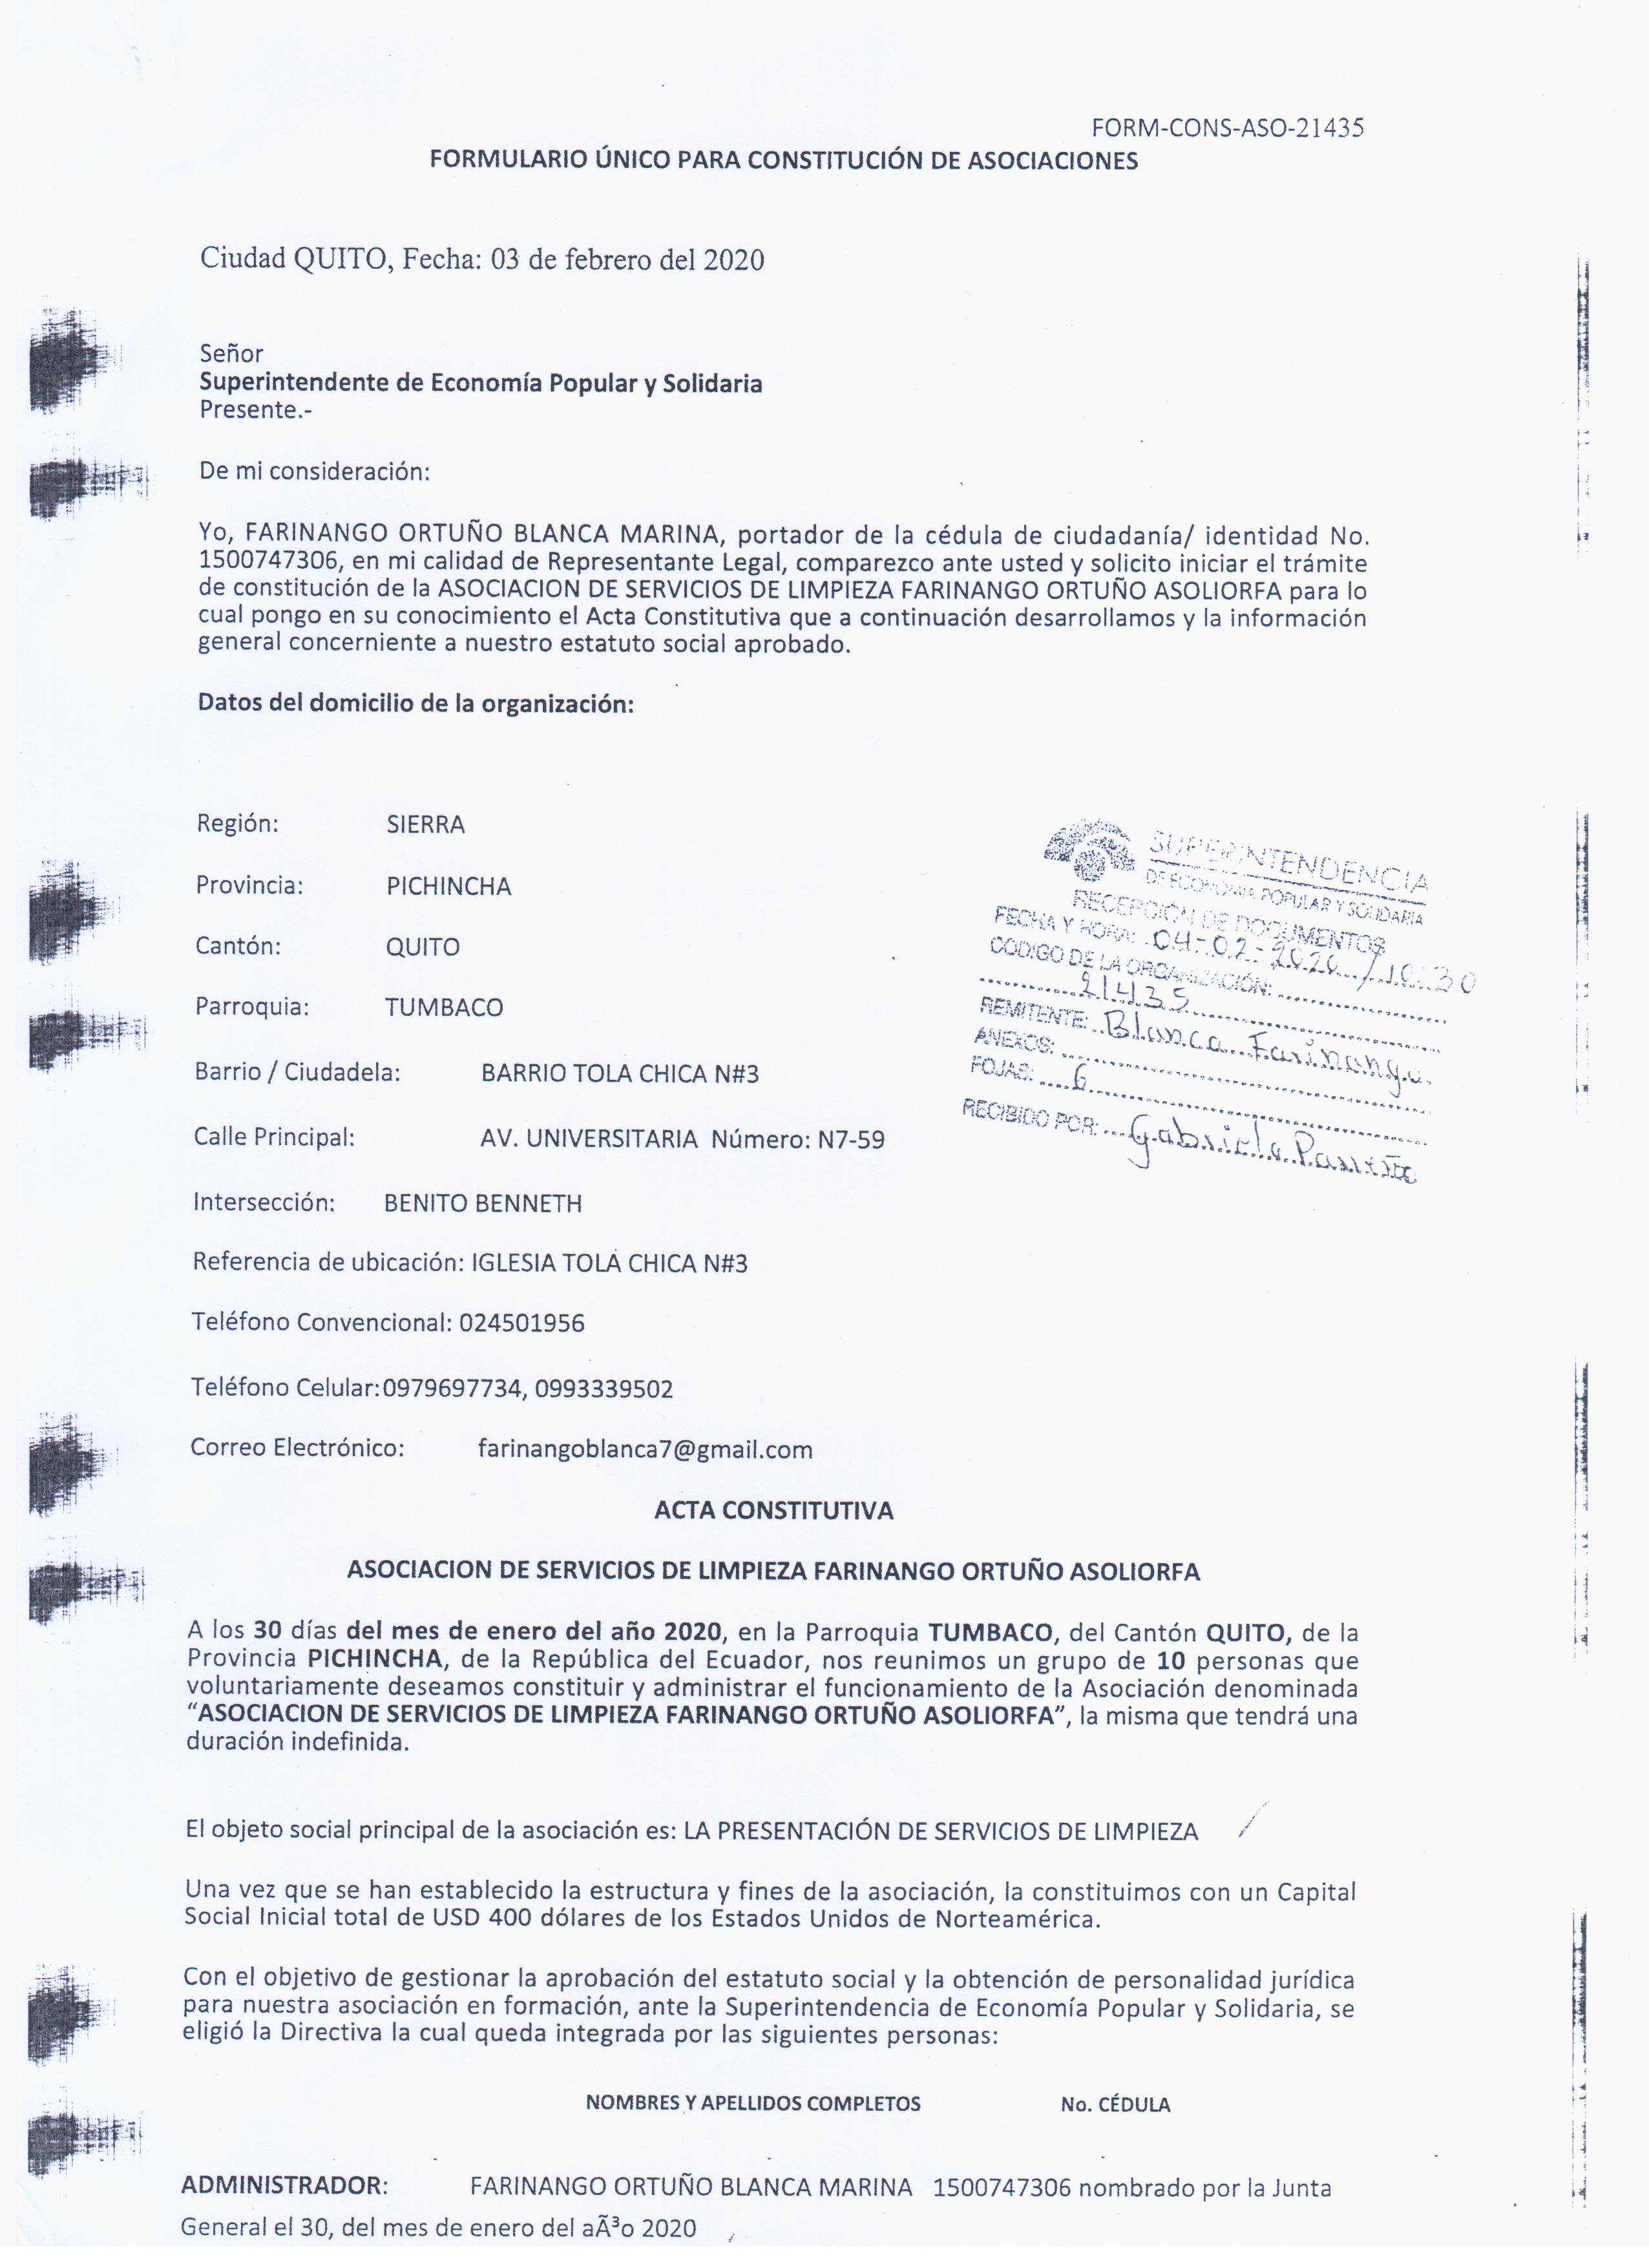 FORM-CONS-ASO-21435
FORMULARIO ÚNICO PARA CONSTITUCIÓN DE ASOCIACIONES
Ciudad QUITO, Fecha: 03 de febrero del 2020
Señor
Superintendente de Economía Popular y Solidaria
Presente.-
De mi consideración:
Yo, FARINANGO ORTUÑO BLANCA MARINA, portador de la cédula de ciudadanía/ identidad No.
1500747306, en mi calidad de Representante Legal, comparezco ante usted y solicito iniciar el trámite
de constitución de la ASOCIACION DE SERVICIOS DE LIMPIEZA FARINANGO ORTUÑO ASOLIORFA para lo
cual pongo en su conocimiento el Acta Constitutiva que a continuación desarrollamos y la información
general concerniente a nuestro estatuto social aprobado.
Datos del domicilio de la organización:
Región: SIERRA
Provincia: PICHINCHA
Cantón: QUITO
Parroquia: TUMBACO
Barrio / Ciudadela: BARRIO TOLA CHICA N#3
Calle Principal: AV. UNIVERSITARIA Número: N7-59
Intersección: BENITO BENNETH
Referencia de ubicación: IGLESIA TOLA CHICA N#3
Teléfono Convencional: 024501956
Teléfono Celular:0979697734, 0993339502
Correo Electrónico: farinangoblanca7@gmail.com
SUPERINTENDENCIA
DE ECONOMÍA POPULAR Y SOLIDARIA
RECEPCIÓN DE DOCUMENTOS
FECHA Y HORA: 04-02-2020 / 10:30
CÓDIGO DE LA ORGANIZACIÓN:
21435
REMITENTE: Blanca Farinango
ANEXOS:
FOJAS: 6
RECIBIDO POR: Gabriela
ACTA CONSTITUTIVA
ASOCIACION DE SERVICIOS DE LIMPIEZA FARINANGO ORTUÑO ASOLIORFA
A los 30 días del mes de enero del año 2020, en la Parroquia TUMBACO, del Cantón QUITO, de la
Provincia PICHINCHA, de la República del Ecuador, nos reunimos un grupo de 10 personas que
voluntariamente deseamos constituir y administrar el funcionamiento de la Asociación denominada
"ASOCIACION DE SERVICIOS DE LIMPIEZA FARINANGO ORTUÑO ASOLIORFA", la misma que tendrá una
duración indefinida.
El objeto social principal de la asociación es: LA PRESENTACIÓN DE SERVICIOS DE LIMPIEZA
Una vez que se han establecido la estructura y fines de la asociación, la constituimos con un Capital
Social Inicial total de USD 400 dólares de los Estados Unidos de Norteamérica.
Con el objetivo de gestionar la aprobación del estatuto social y la obtención de personalidad jurídica
para nuestra asociación en formación, ante la Superintendencia de Economía Popular y Solidaria, se
eligió la Directiva la cual queda integrada por las siguientes personas:
NOMBRES Y APELLIDOS COMPLETOS No. CÉDULA
ADMINISTRADOR: FARINANGO ORTUÑO BLANCA MARINA 1500747306 nombrado por la Junta
General el 30, del mes de enero del aÃ³o 2020